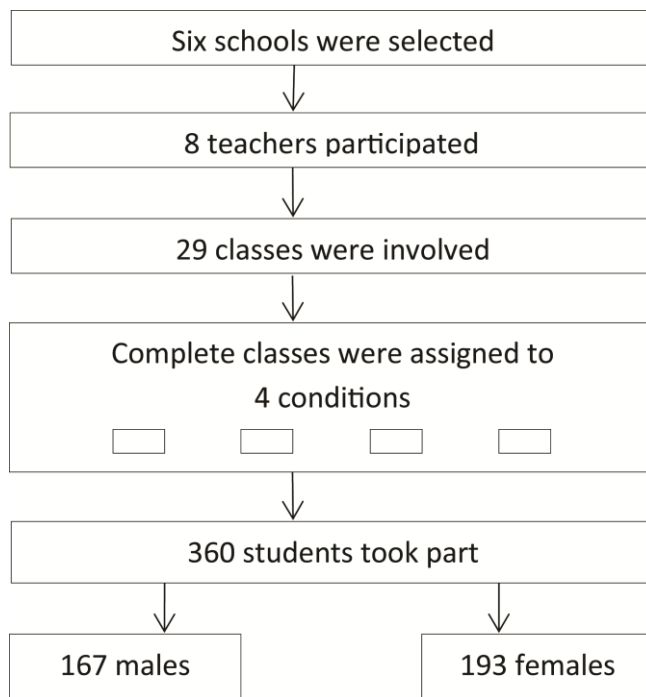 Six schools were selected
8 teachers participated
29 classes were involved
Complete classes were assigned to
4 conditions
360 students took part
167 males
193 females